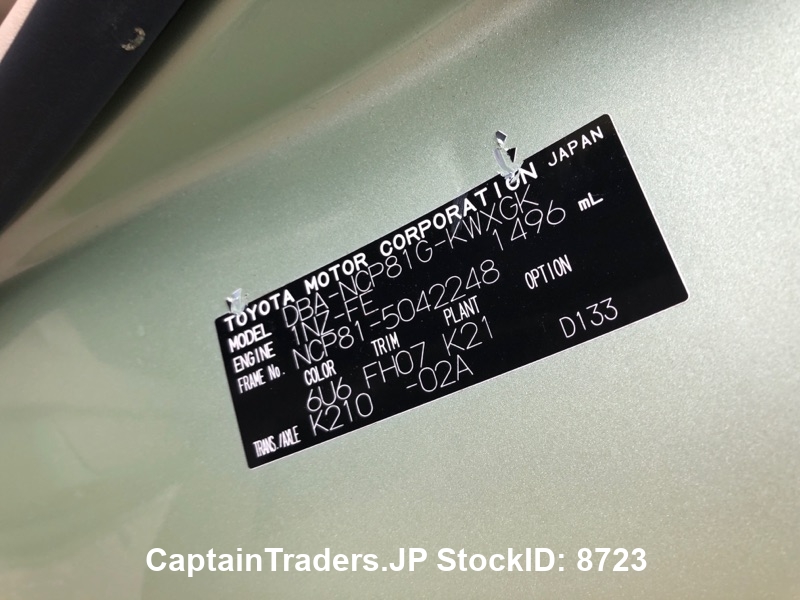 TOYOTA MOTOR CORPORATION JAPAN
MODEL DBA-NCP81G-KWXGK
ENGINE 1NZ-FE 1496 mL
FRAME No. NCP81-5042248
COLOR TRIM PLANT OPTION
6U6 FH07 K21
TRANS./AXLE K210 -02A D133
CaptainTraders.JP StockID: 8723